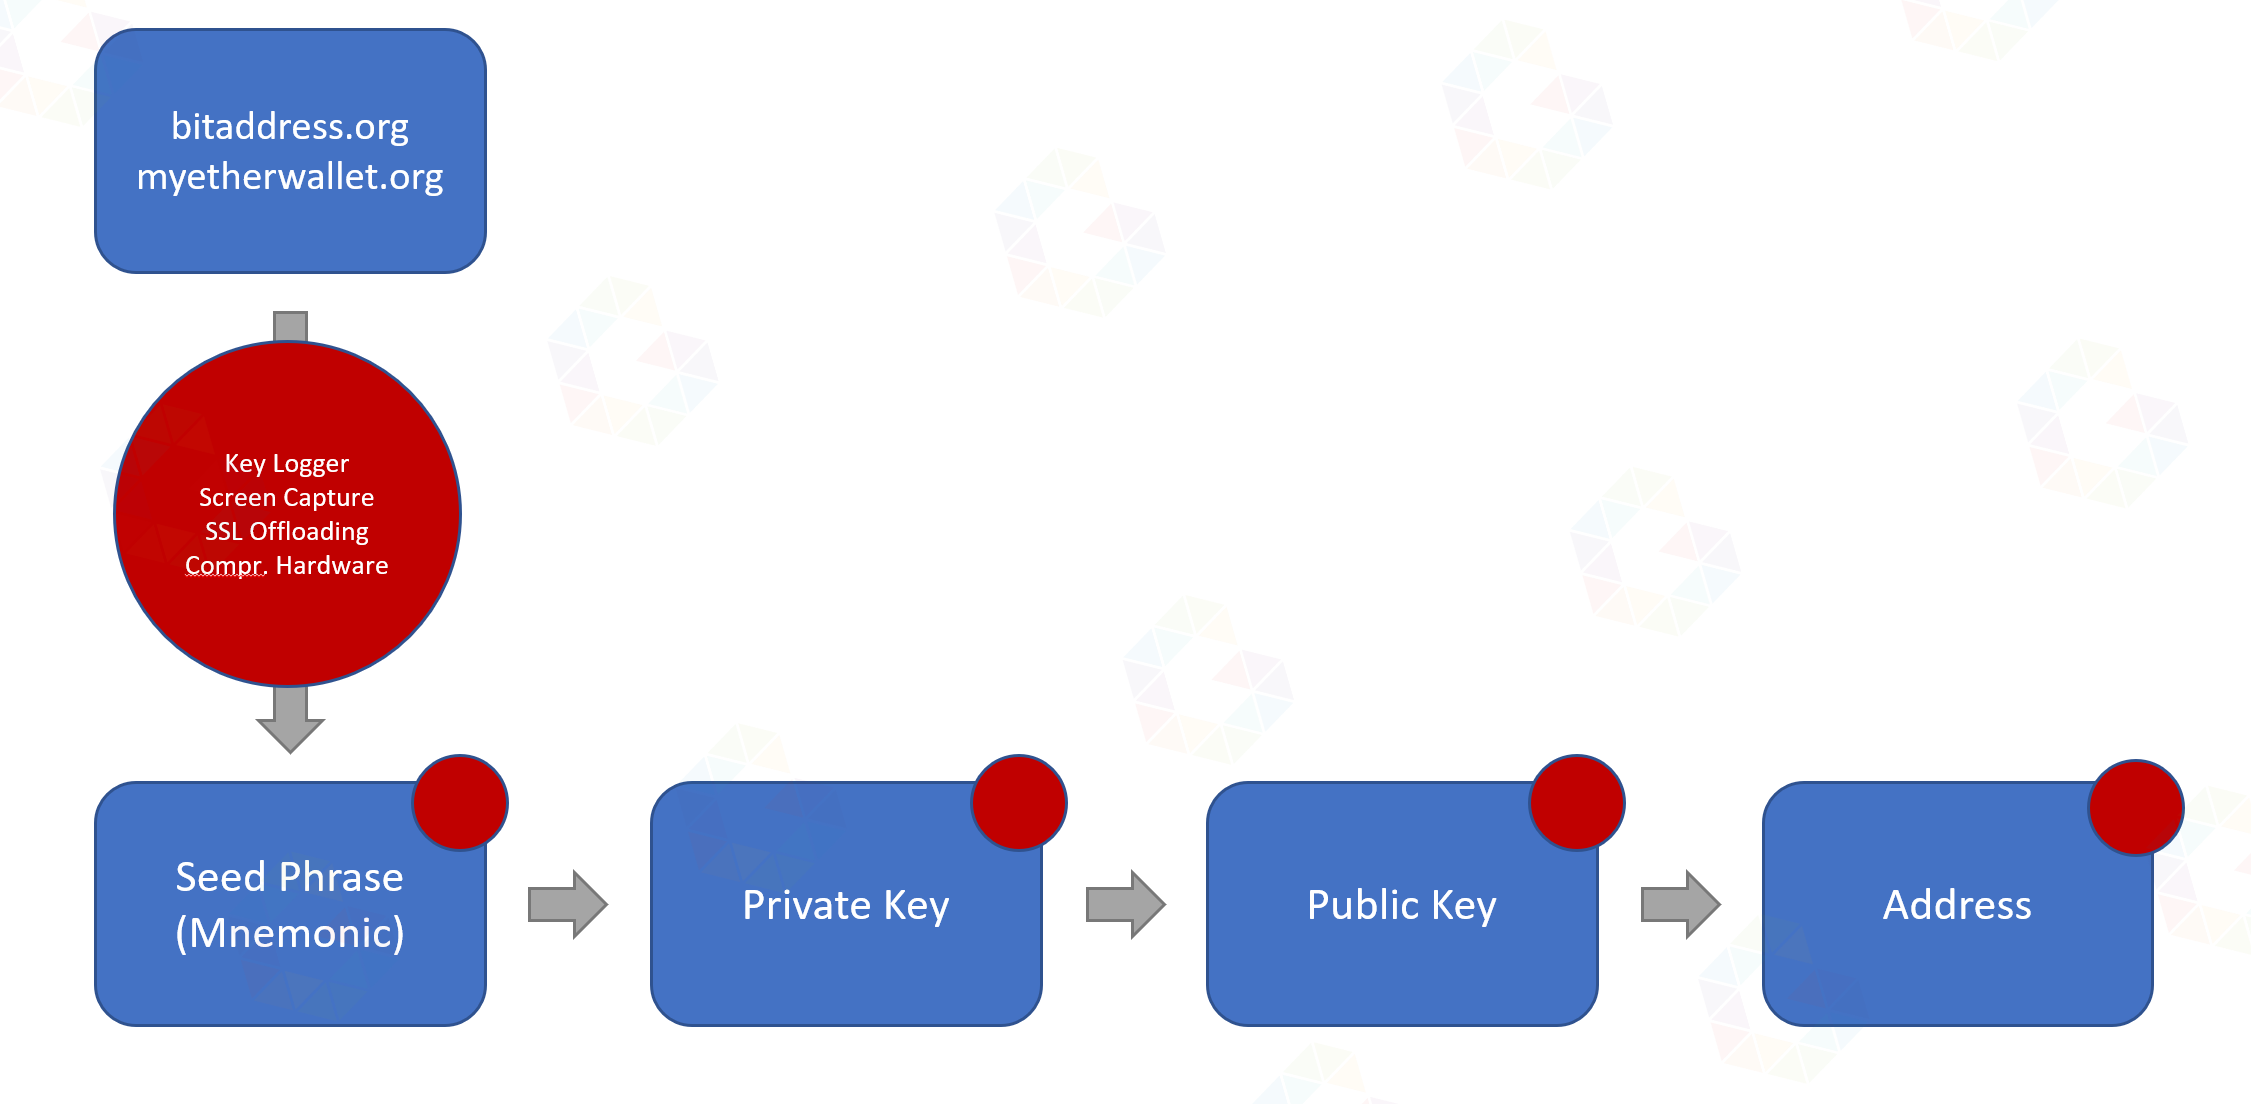 bitaddress.org
myetherwallet.org
Key Logger
Screen Capture
SSL Offloading
Compr. Hardware
Seed Phrase
(Mnemonic)
Private Key
Public Key
Address